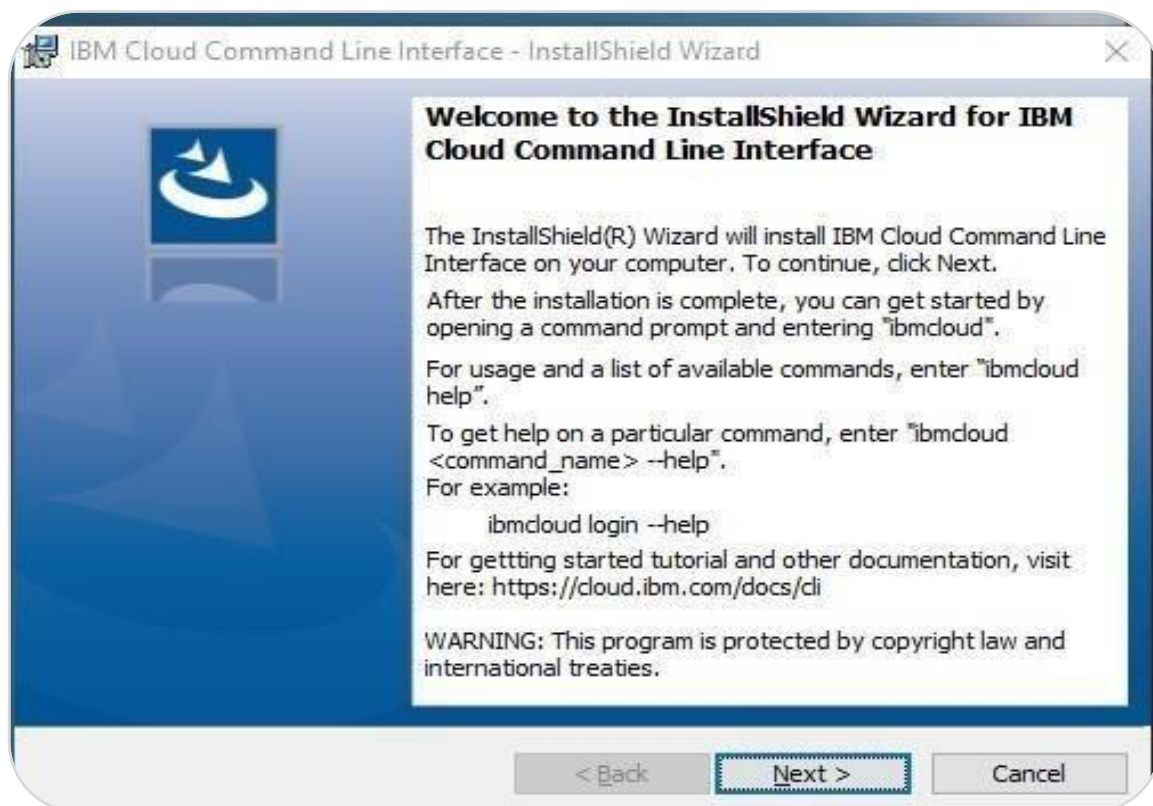 IBM Cloud Command Line Interface - InstallShield Wizard
Welcome to the InstallShield Wizard for IBM
Cloud Command Line Interface
The InstallShield(R) Wizard will install IBM Cloud Command Line
Interface on your computer. To continue, click Next.
After the installation is complete, you can get started by
opening a command prompt and entering "ibmcloud".
For usage and a list of available commands, enter "ibmcloud
help".
To get help on a particular command, enter "ibmcloud
<command_name> --help".
For example:
ibmcloud login --help
For gettting started tutorial and other documentation, visit
here: https://cloud.ibm.com/docs/cli
WARNING: This program is protected by copyright law and
international treaties.
< Back Next > Cancel